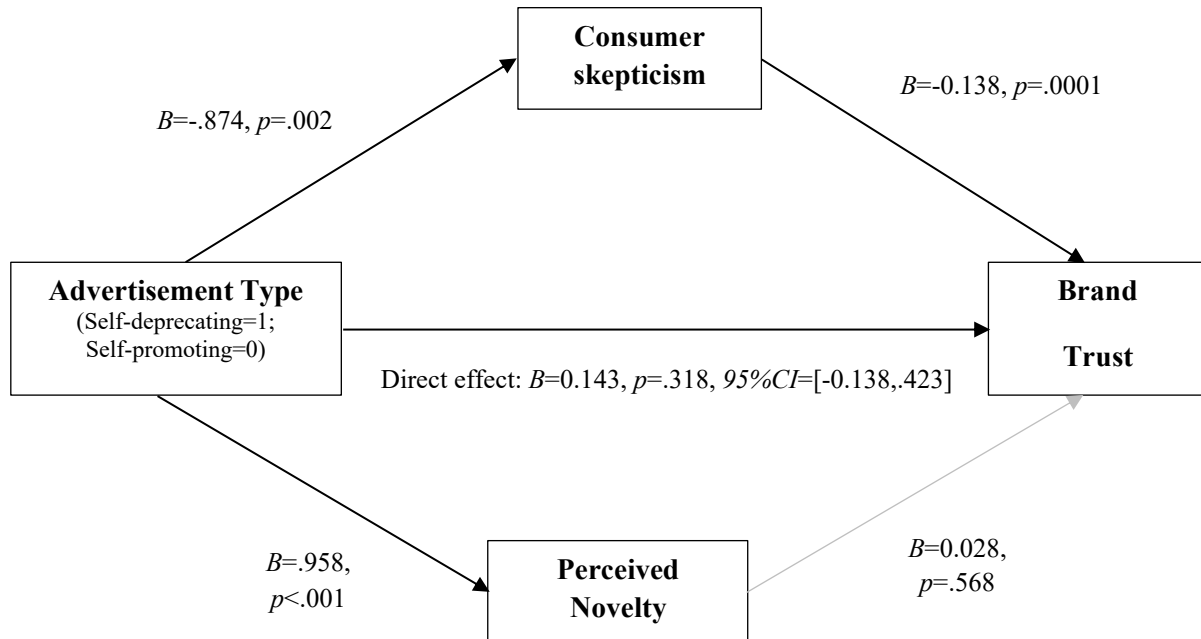 Consumer
skepticism
B=-.874, p=.002
B=-0.138, p=.0001
Advertisement Type
(Self-deprecating=1;
Self-promoting=0)
Brand
Trust
Direct effect: B=0.143, p=.318, 95%CI=[-0.138,.423]
B=.958,
p<.001
Perceived
Novelty
B=0.028,
p=.568